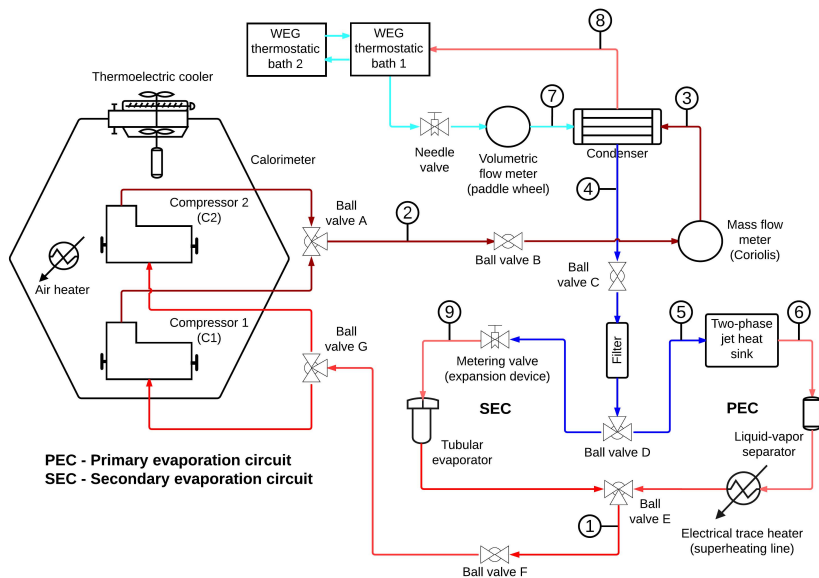 8
WEG
thermostatic
bath 2
WEG
thermostatic
bath 1
Thermoelectric cooler
7
3
Needle
valve
Volumetric
flow meter
(paddle wheel)
Condenser
Calorimeter
4
Compressor 2
(C2)
Ball
valve A
2
Mass flow
meter
(Coriolis)
Ball valve B
Air heater
Ball
valve C
Compressor 1
(C1)
Ball
valve G
9
5
6
Two-phase
jet heat
sink
Filter
Metering valve
(expansion device)
SEC
PEC
Tubular
evaporator
Ball valve D
Liquid-vapor
separator
PEC - Primary evaporation circuit
SEC - Secondary evaporation circuit
Ball
valve E
1
Electrical trace heater
(superheating line)
Ball valve F